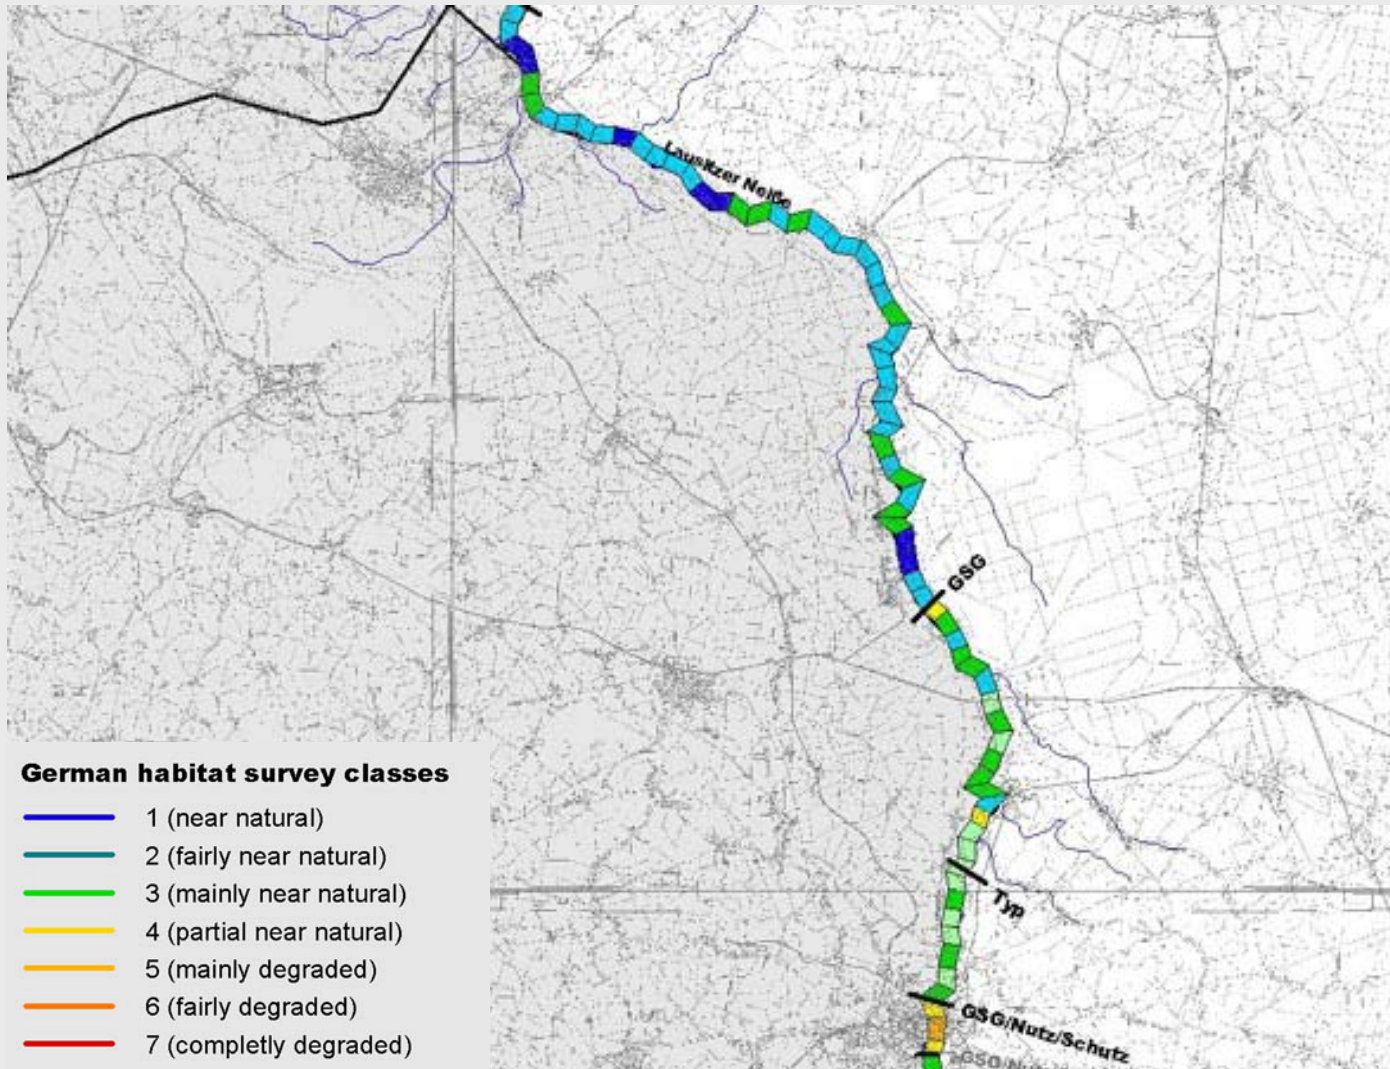 Lausitzer Neiße
GSG
Typ
GSG/Nutz/Schutz
German habitat survey classes
1 (near natural)
2 (fairly near natural)
3 (mainly near natural)
4 (partial near natural)
5 (mainly degraded)
6 (fairly degraded)
7 (completly degraded)